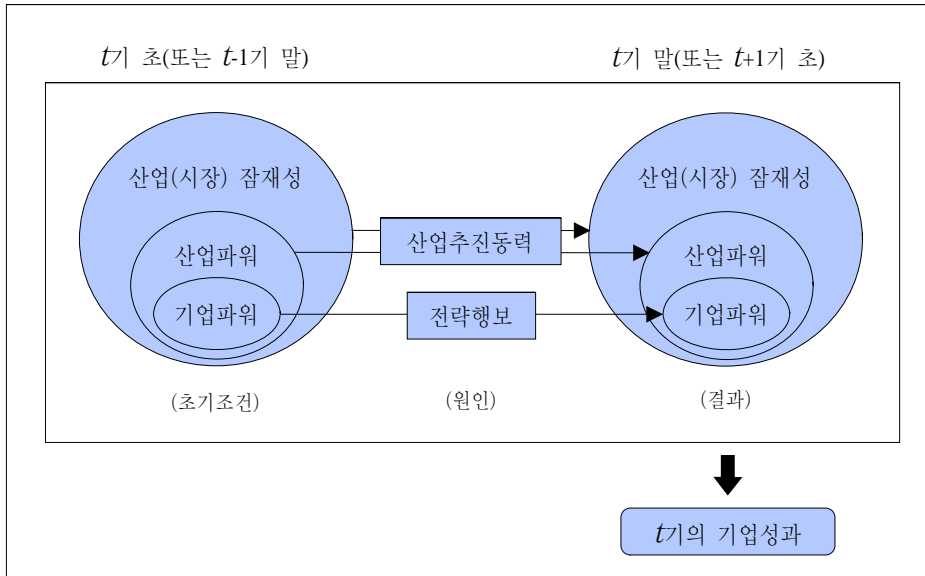 t기 초(또는 t-1기 말)
t기 말(또는 t+1기 초)
산업(시장) 잠재성
산업(시장) 잠재성
산업추진동력
산업파워
산업파워
기업파워
전략행보
기업파워
(초기조건)
(원인)
(결과)
t기의 기업성과